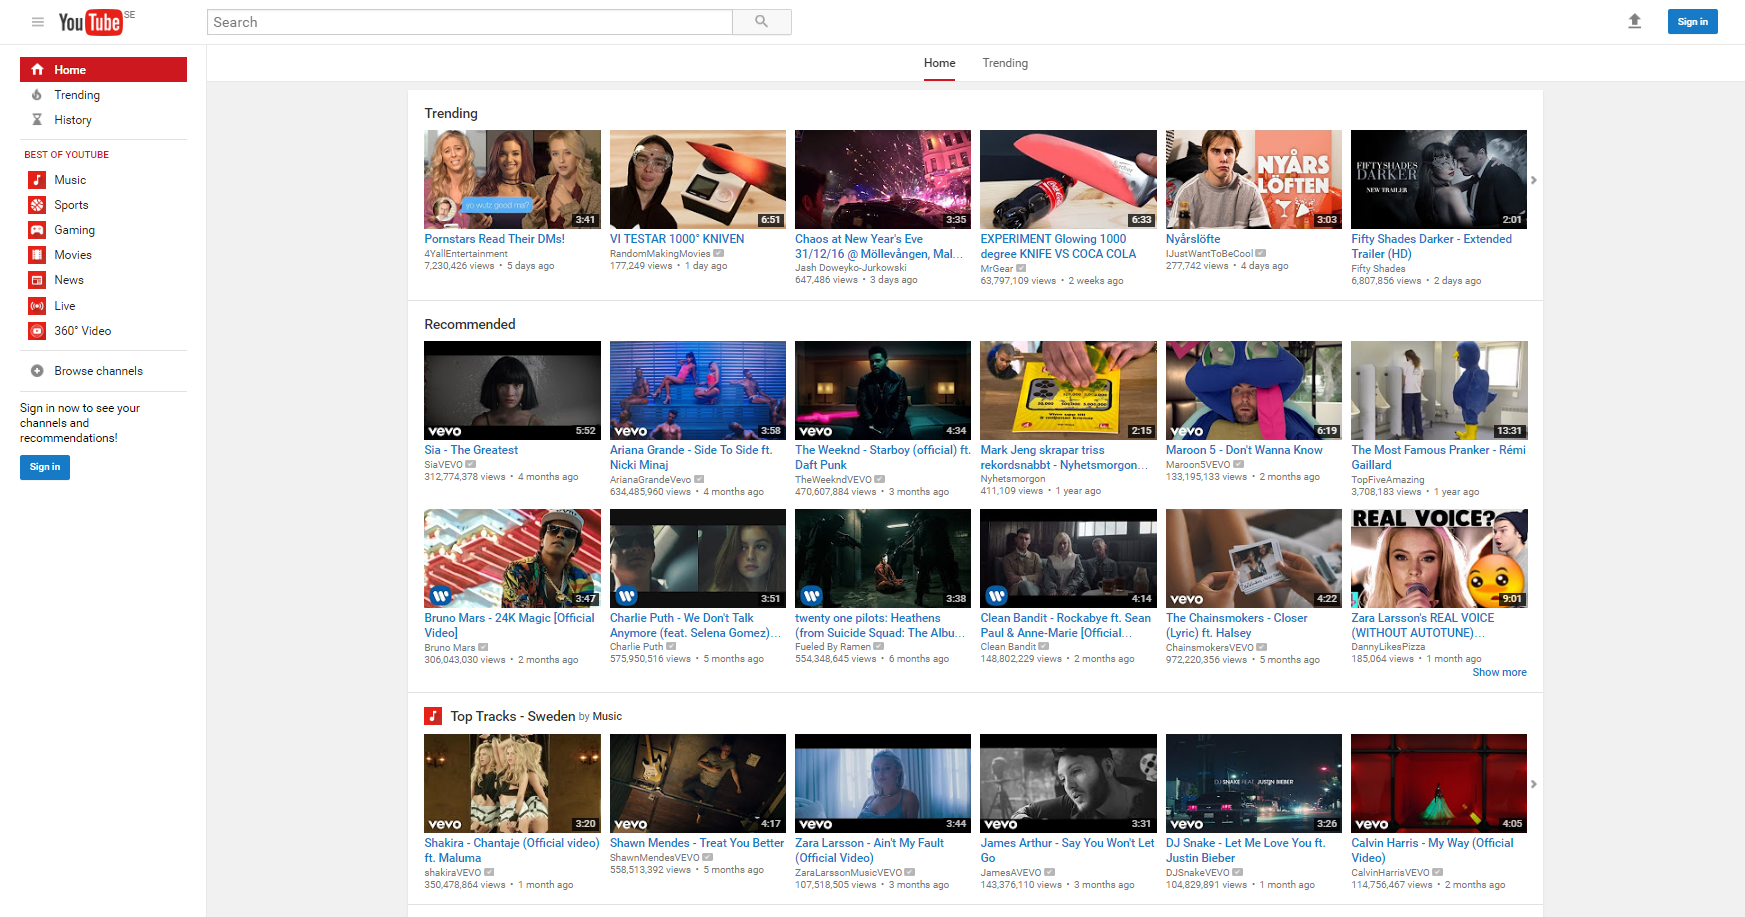 YouTube SE
Search
Sign in
Home
Trending
History
BEST OF YOUTUBE
Music
Sports
Gaming
Movies
News
Live
360° Video
Browse channels
Sign in now to see your
channels and
recommendations!
Sign in
Home Trending
Trending
yo wutz good ma?
3:41
Pornstars Read Their DMs!
4YallEntertainment
7,230,426 views • 5 days ago
6:51
VI TESTAR 1000° KNIVEN
RandomMakingMovies
177,249 views • 1 day ago
3:35
Chaos at New Year's Eve
31/12/16 @ Möllevången, Mal...
Jash Doweyko-Jurkowski
647,486 views • 3 days ago
6:33
EXPERIMENT Glowing 1000
degree KNIFE VS COCA COLA
MrGear
63,797,109 views • 2 weeks ago
NYÅRS
LÖFTEN
3:03
Nyårslöfte
IJustWantToBeCool
277,742 views • 4 days ago
FIFTY SHADES
DARKER
NEW TRAILER
2:01
Fifty Shades Darker - Extended
Trailer (HD)
Fifty Shades
6,807,856 views • 2 days ago
Recommended
vevo 5:52
Sia - The Greatest
SiaVEVO
312,774,378 views • 4 months ago
vevo 3:58
Ariana Grande - Side To Side ft.
Nicki Minaj
ArianaGrandeVevo
634,485,960 views • 4 months ago
vevo 4:34
The Weeknd - Starboy (official) ft.
Daft Punk
TheWeekndVEVO
470,607,884 views • 3 months ago
2:15
Mark Jeng skrapar triss
rekordsnabbt - Nyhetsmorgon...
Nyhetsmorgon
411,109 views • 1 year ago
vevo 6:19
Maroon 5 - Don't Wanna Know
Maroon5VEVO
133,195,133 views • 2 months ago
13:31
The Most Famous Pranker - Rémi
Gaillard
TopFiveAmazing
3,708,183 views • 1 year ago
3:47
Bruno Mars - 24K Magic [Official
Video]
Bruno Mars
306,043,030 views • 2 months ago
3:51
Charlie Puth - We Don't Talk
Anymore (feat. Selena Gomez)...
Charlie Puth
575,950,516 views • 5 months ago
3:38
twenty one pilots: Heathens
(from Suicide Squad: The Albu...
Fueled By Ramen
554,348,645 views • 6 months ago
4:14
Clean Bandit - Rockabye ft. Sean
Paul & Anne-Marie [Official...
Clean Bandit
148,802,229 views • 2 months ago
vevo 4:22
The Chainsmokers - Closer
(Lyric) ft. Halsey
ChainsmokersVEVO
972,220,356 views • 5 months ago
REAL VOICE?
9:01
Zara Larsson's REAL VOICE
(WITHOUT AUTOTUNE)...
DannyLikesPizza
185,064 views • 1 month ago
Show more
Top Tracks - Sweden by Music
vevo 3:20
Shakira - Chantaje (Official video)
ft. Maluma
shakiraVEVO
350,478,864 views • 1 month ago
vevo 4:17
Shawn Mendes - Treat You Better
ShawnMendesVEVO
558,513,392 views • 5 months ago
vevo 3:44
Zara Larsson - Ain't My Fault
(Official Video)
ZaraLarssonMusicVEVO
107,518,505 views • 3 months ago
vevo 3:31
James Arthur - Say You Won't Let
Go
JamesAVEVO
143,376,110 views • 3 months ago
DJ SNAKE FEAT. JUSTIN BIEBER
vevo 3:26
DJ Snake - Let Me Love You ft.
Justin Bieber
DJSnakeVEVO
104,829,891 views • 1 month ago
vevo 4:05
Calvin Harris - My Way (Official
Video)
CalvinHarrisVEVO
114,756,467 views • 2 months ago